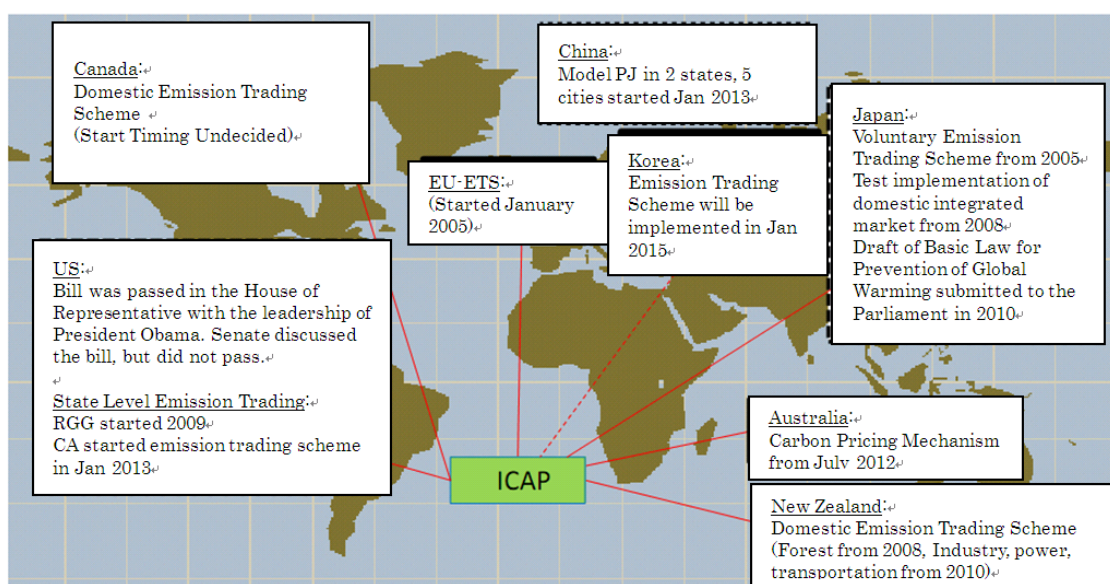 Canada:
Domestic Emission Trading
Scheme
(Start Timing Undecided)
China:
Model PJ in 2 states, 5
cities started Jan 2013
Japan:
Voluntary Emission
Trading Scheme from 2005
Test implementation of
domestic integrated
market from 2008
Draft of Basic Law for
Prevention of Global
Warming submitted to the
Parliament in 2010
EU-ETS:
(Started January
2005)
Korea:
Emission Trading
Scheme will be
implemented in Jan
2015
US:
Bill was passed in the House of
Representative with the leadership of
President Obama. Senate discussed
the bill, but did not pass.
State Level Emission Trading:
RGG started 2009
CA started emission trading scheme
in Jan 2013
Australia:
Carbon Pricing Mechanism
from July 2012
ICAP
New Zealand:
Domestic Emission Trading Scheme
(Forest from 2008, Industry, power,
transportation from 2010)